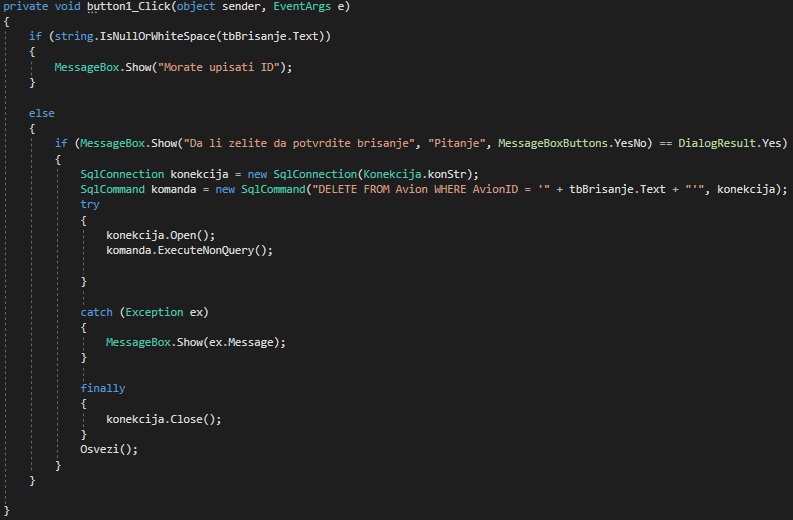 private void button1_Click(object sender, EventArgs e)
{
if (string.IsNullOrWhiteSpace(tbBrisanje.Text))
{
MessageBox.Show("Morate upisati ID");
}
else
{
if (MessageBox.Show("Da li zelite da potvrdite brisanje", "Pitanje", MessageBoxButtons.YesNo) == DialogResult.Yes)
{
SqlConnection konekcija = new SqlConnection(Konekcija.konStr);
SqlCommand komanda = new SqlCommand("DELETE FROM Avion WHERE AvionID = '" + tbBrisanje.Text + "'", konekcija);
try
{
konekcija.Open();
komanda.ExecuteNonQuery();
}
catch (Exception ex)
{
MessageBox.Show(ex.Message);
}
finally
{
konekcija.Close();
}
Osvezi();
}
}
}